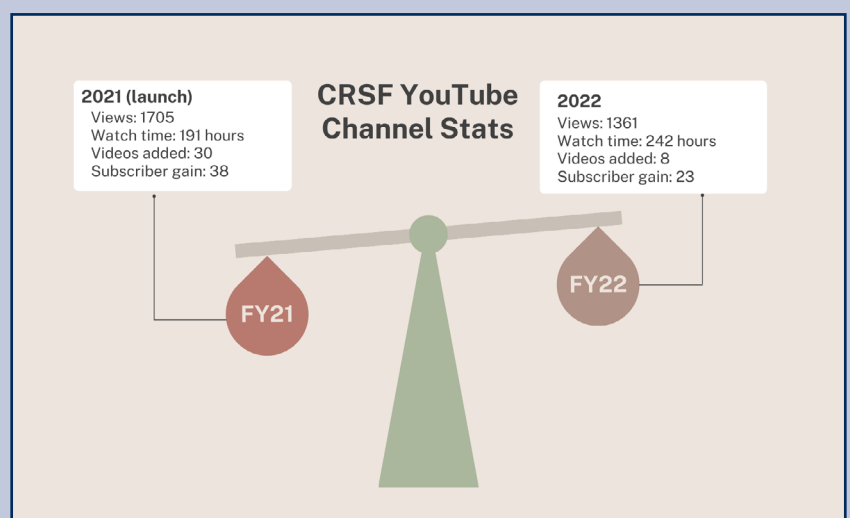 CRSF YouTube
Channel Stats
2021 (launch)
Views: 1705
Watch time: 191 hours
Videos added: 30
Subscriber gain: 38
2022
Views: 1361
Watch time: 242 hours
Videos added: 8
Subscriber gain: 23
FY21
FY22